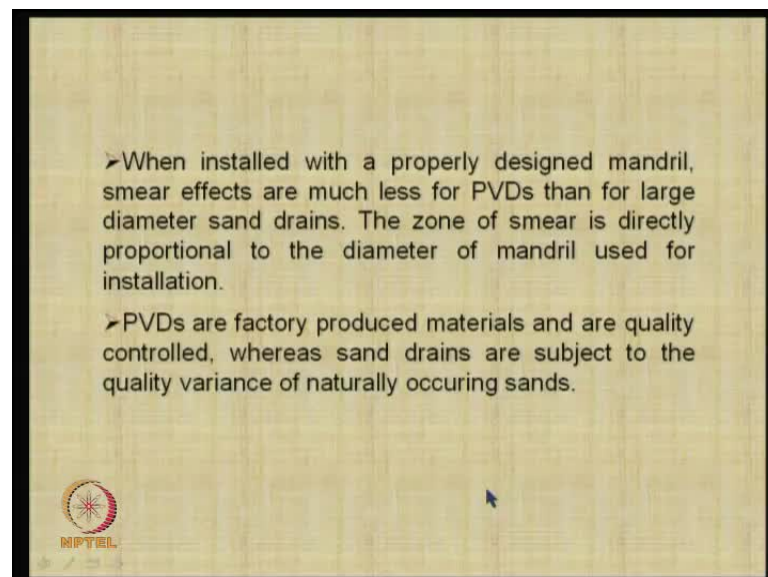 ➢When installed with a properly designed mandril,
smear effects are much less for PVDs than for large
diameter sand drains. The zone of smear is directly
proportional to the diameter of mandril used for
installation.
➢PVDs are factory produced materials and are quality
controlled, whereas sand drains are subject to the
quality variance of naturally occuring sands.
NPTEL